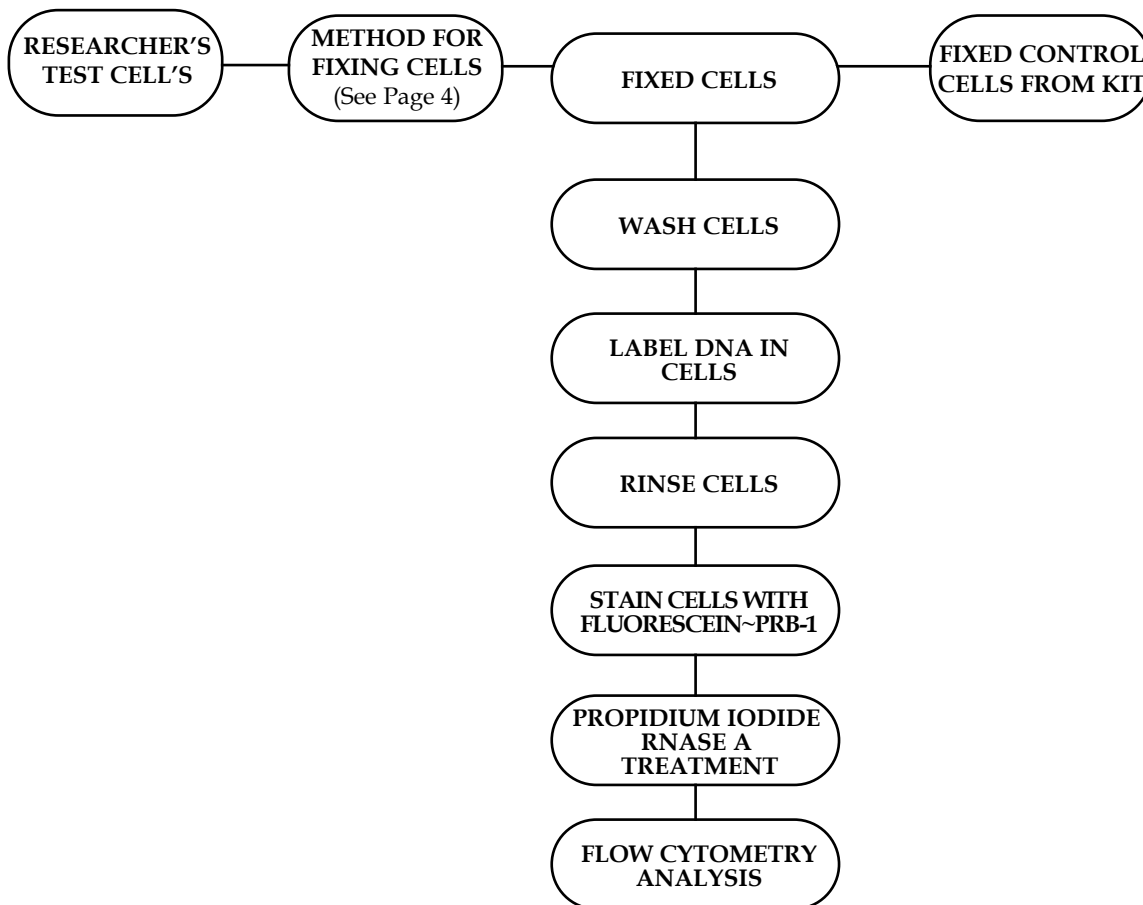 RESEARCHER’S
TEST CELL’S
METHOD FOR
FIXING CELLS
(See Page 4)
FIXED CELLS
FIXED CONTROL
CELLS FROM KIT
WASH CELLS
LABEL DNA IN
CELLS
RINSE CELLS
STAIN CELLS WITH
FLUORESCEIN~PRB-1
PROPIDIUM IODIDE
RNASE A
TREATMENT
FLOW CYTOMETRY
ANALYSIS